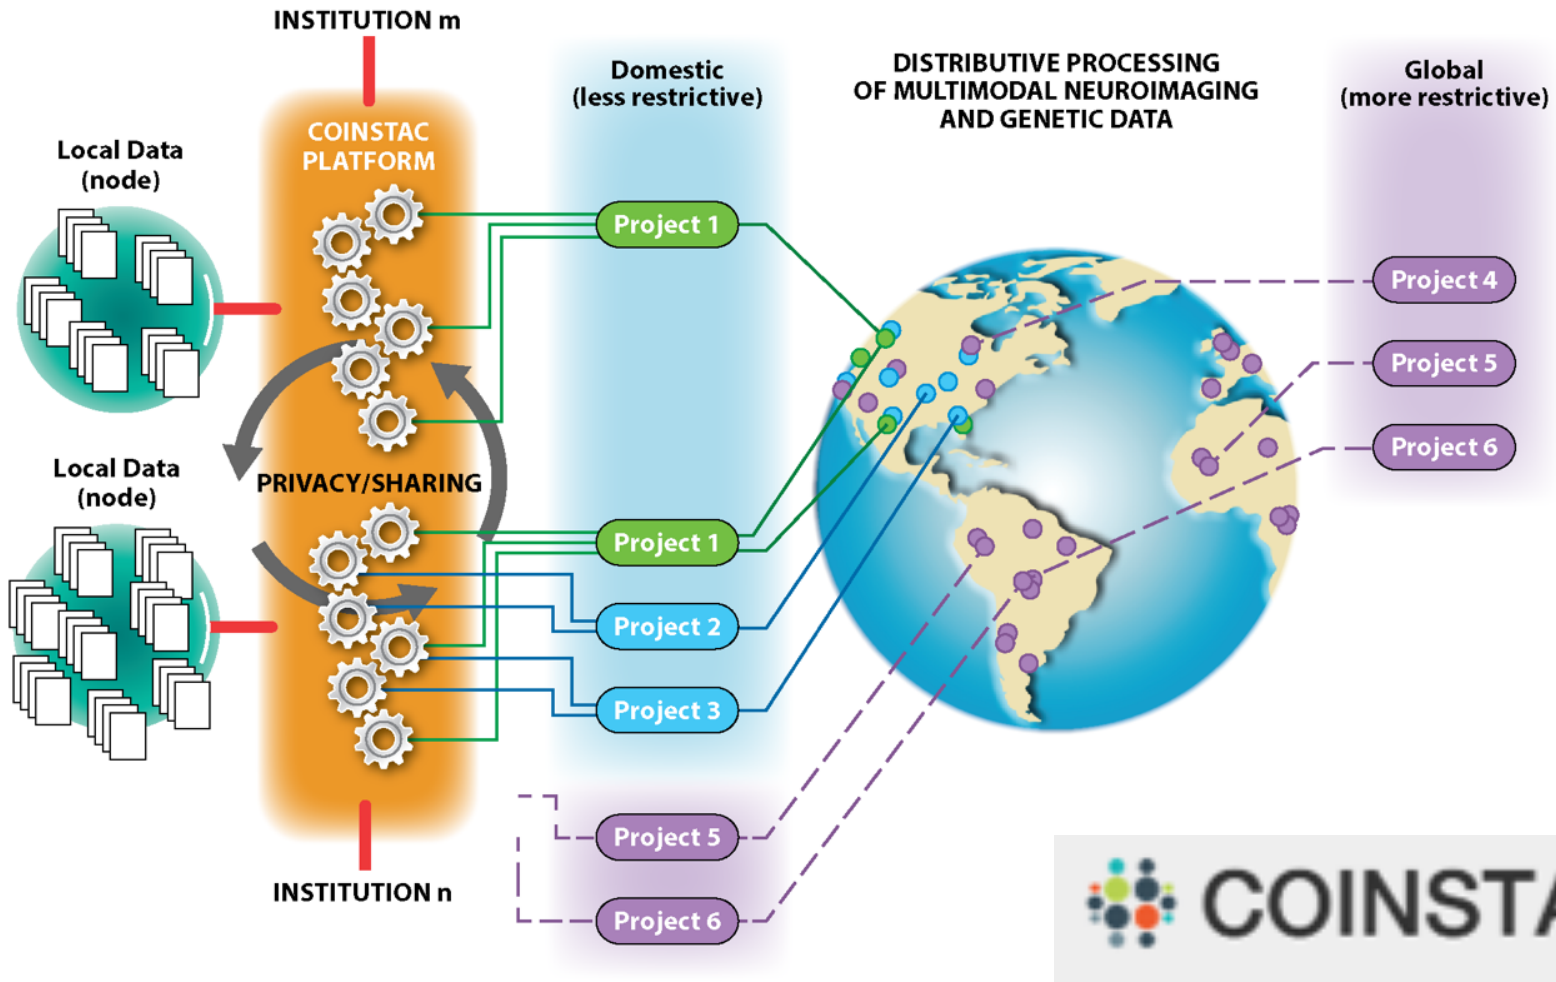 INSTITUTION m
COINSTAC
PLATFORM
Local Data
(node)
Local Data
(node)
PRIVACY/SHARING
INSTITUTION n
Domestic
(less restrictive)
Project 1
Project 1
Project 2
Project 3
Project 5
Project 6
DISTRIBUTIVE PROCESSING
OF MULTIMODAL NEUROIMAGING
AND GENETIC DATA
Global
(more restrictive)
Project 4
Project 5
Project 6
COINSTA